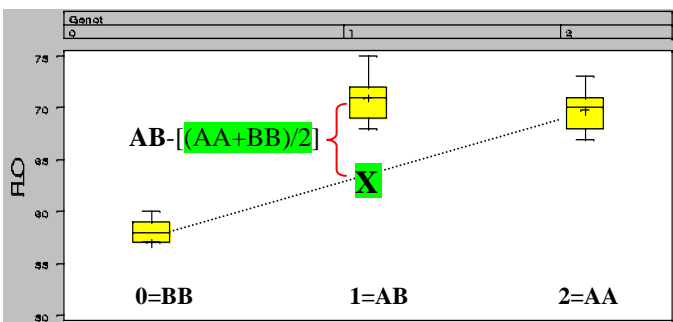 Genot
0 1 2
75
70
AB-[(AA+BB)/2]
65
X
FLO
60
55
0=BB 1=AB 2=AA
50